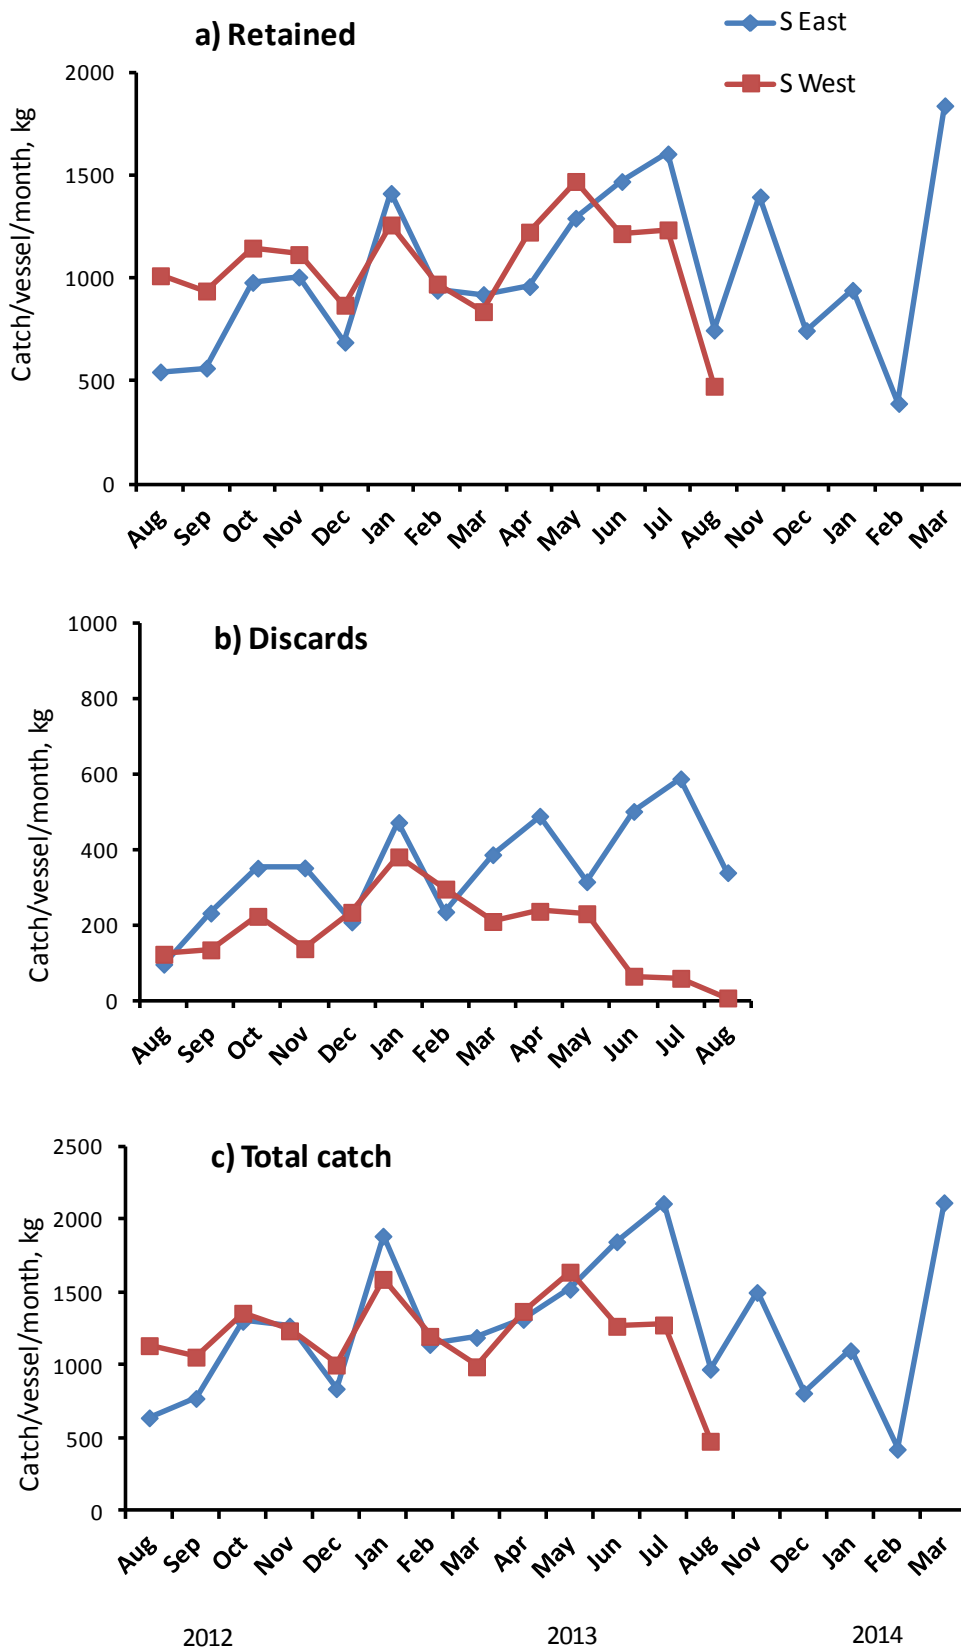 a) Retained
S East
S West
Catch/vessel/month, kg
2000
1500
1000
500
0
Aug Sep Oct Nov Dec Jan Feb Mar Apr May Jun Jul Aug Nov Dec Jan Feb Mar
b) Discards
Catch/vessel/month, kg
1000
800
600
400
200
0
Aug Sep Oct Nov Dec Jan Feb Mar Apr May Jun Jul Aug
c) Total catch
Catch/vessel/month, kg
2500
2000
1500
1000
500
0
Aug Sep Oct Nov Dec Jan Feb Mar Apr May Jun Jul Aug Nov Dec Jan Feb Mar
2012 2013 2014